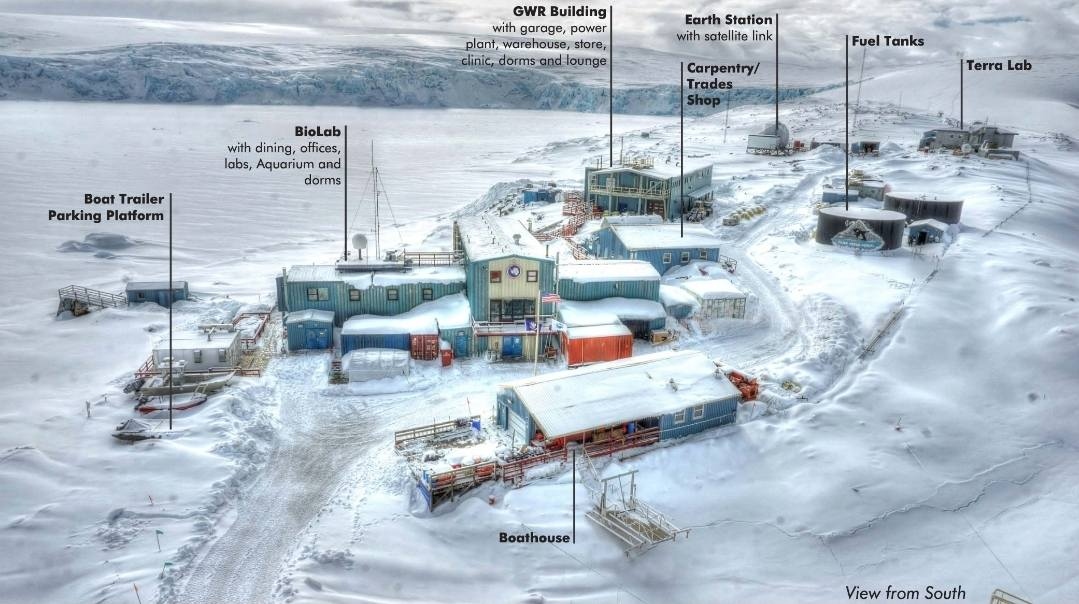 GWR Building
with garage, power
plant, warehouse, store,
clinic, dorms and lounge
Earth Station
with satellite link
Carpentry/
Trades
Shop
Fuel Tanks
Terra Lab
BioLab
with dining, offices,
labs, Aquarium and
dorms
Boat Trailer
Parking Platform
Boathouse
View from South